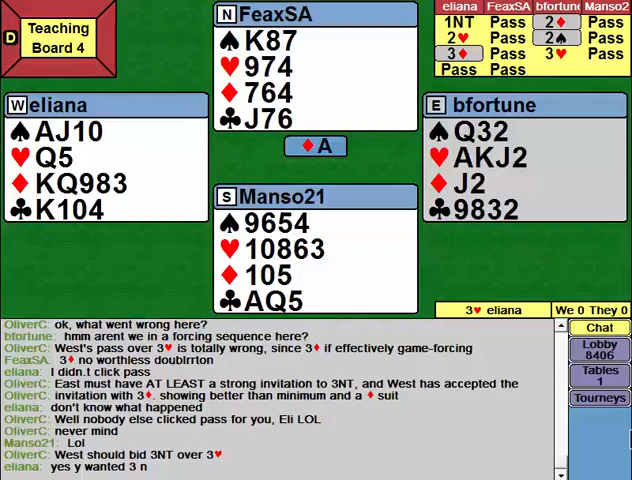 D Teaching
Board 4
N FeaxSA
♠K87
♥974
♦764
♣J76
eliana FeaxSA bfortune Manso2
1NT Pass 2♦ Pass
2♥ Pass 2♠ Pass
3♦ Pass 3♥ Pass
Pass Pass
W eliana
♠AJ10
♥Q5
♦KQ983
♣K104
♦A
E bfortune
♠Q32
♥AKJ2
♦J2
♣9832
S Manso21
♠9654
♥10863
♦105
♣AQ5
3♥ eliana We 0 They 0
OliverC: ok, what went wrong here?
bfortune: hmm arent we in a forcing sequence here?
OliverC: West's pass over 3♥ is totally wrong, since 3♦ if effectively game-forcing
FeaxSA: 3♦ no worthless doublrrton
eliana: I didn.t click pass
OliverC: East must have AT LEAST a strong invitation to 3NT, and West has accepted the
OliverC: invitation with 3♦. showing better than minimum and a ♦ suit
eliana: don't know what happened
OliverC: Well nobody else clicked pass for you, Eli LOL
OliverC: never mind
Manso21: Lol
OliverC: West should bid 3NT over 3♥
eliana: yes y wanted 3 n
Chat
Lobby
8406
Tables
1
Tourneys